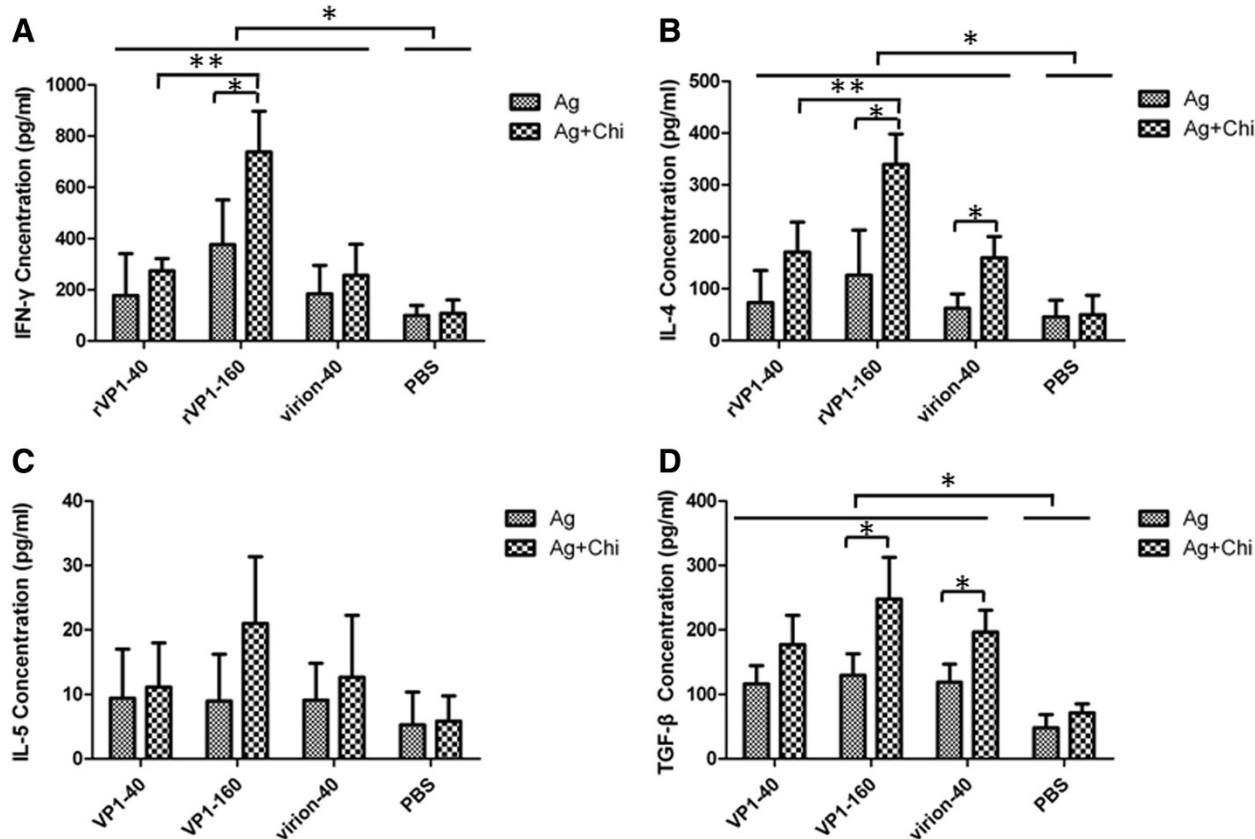 A
*
**
*
1000
800
600
400
200
0
IFN-γ Cncentration (pg/ml)
rVP1-40
rVP1-160
virion-40
PBS
Ag
Ag+Chi
B
*
**
*
*
500
400
300
200
100
0
IL-4 Concentration (pg/ml)
rVP1-40
rVP1-160
virion-40
PBS
Ag
Ag+Chi
C
40
30
20
10
0
IL-5 Concentration (pg/ml)
VP1-40
VP1-160
virion-40
PBS
Ag
Ag+Chi
D
*
*
*
400
300
200
100
0
TGF-β Concentration (pg/ml)
VP1-40
VP1-160
virion-40
PBS
Ag
Ag+Chi